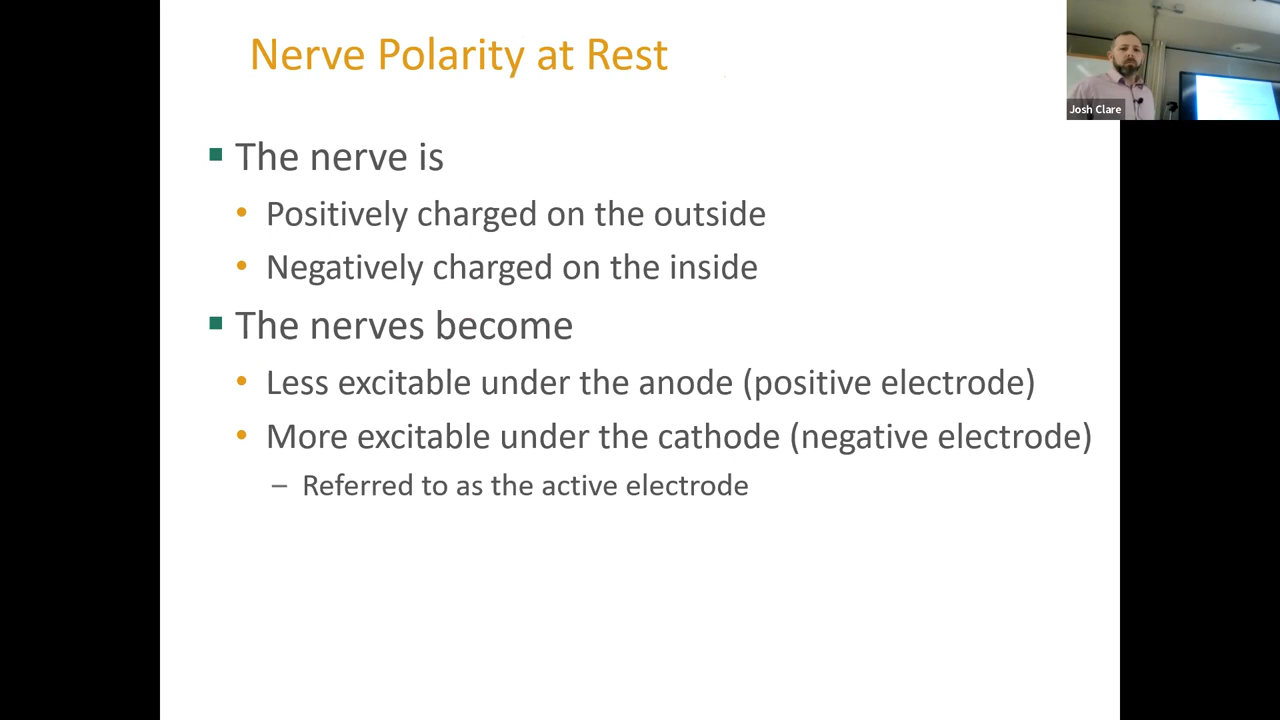 Nerve Polarity at Rest
Josh Clare
▪ The nerve is
• Positively charged on the outside
• Negatively charged on the inside
▪ The nerves become
• Less excitable under the anode (positive electrode)
• More excitable under the cathode (negative electrode)
– Referred to as the active electrode